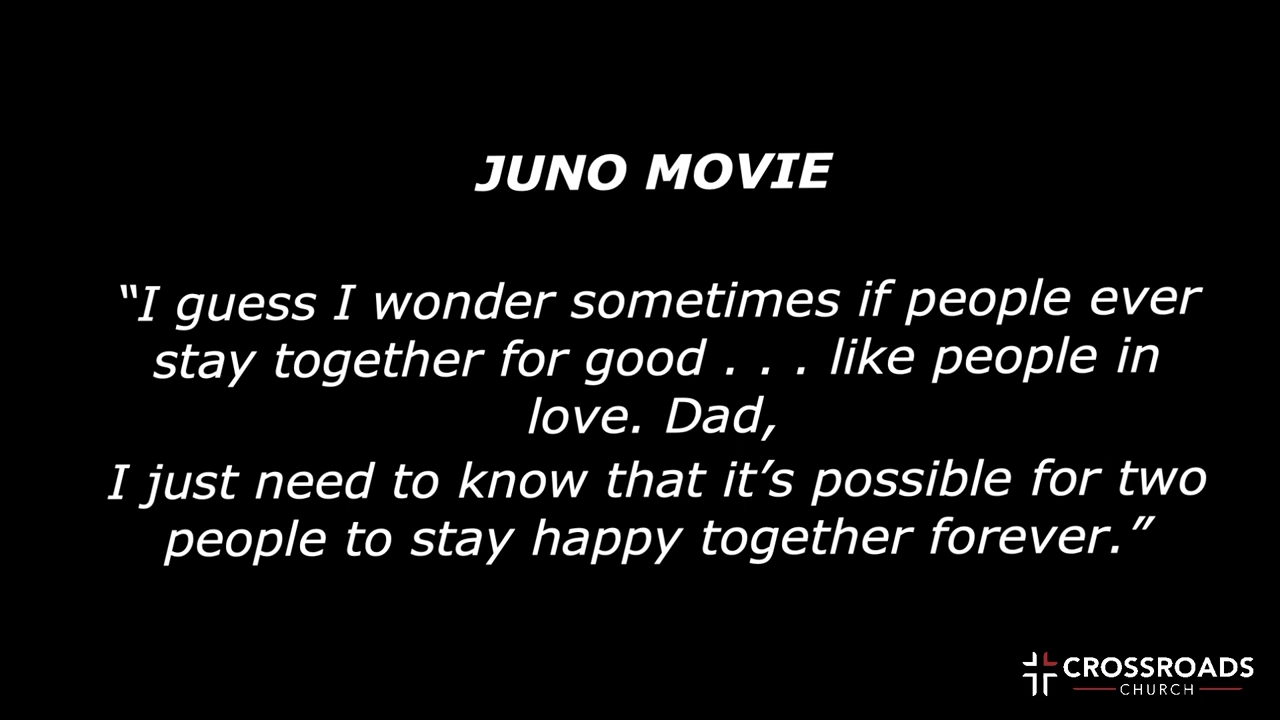 JUNO MOVIE
“I guess I wonder sometimes if people ever
stay together for good . . . like people in
love. Dad,
I just need to know that it’s possible for two
people to stay happy together forever.”
CROSSROADS
CHURCH